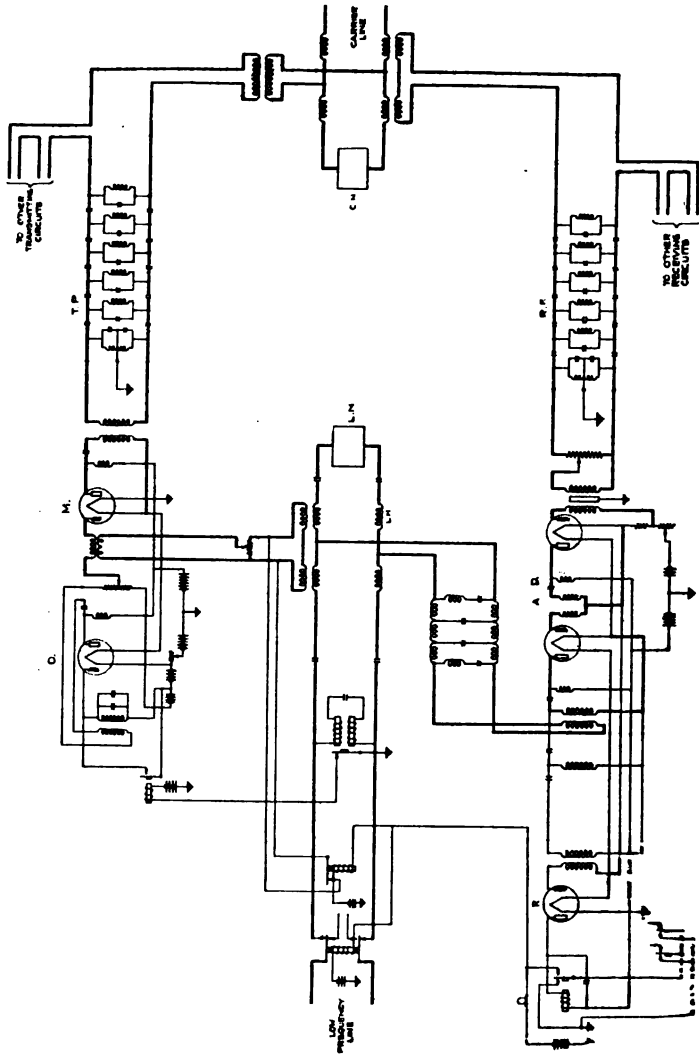 TO OTHER
TRANSMITTING
CIRCUITS
T.P.
M.
O.
CARRIER
LINE
C.N
L.N
L H
LOW
FREQUENCY
LINE
TO OTHER
RECEIVING
CIRCUITS
D.
A
R